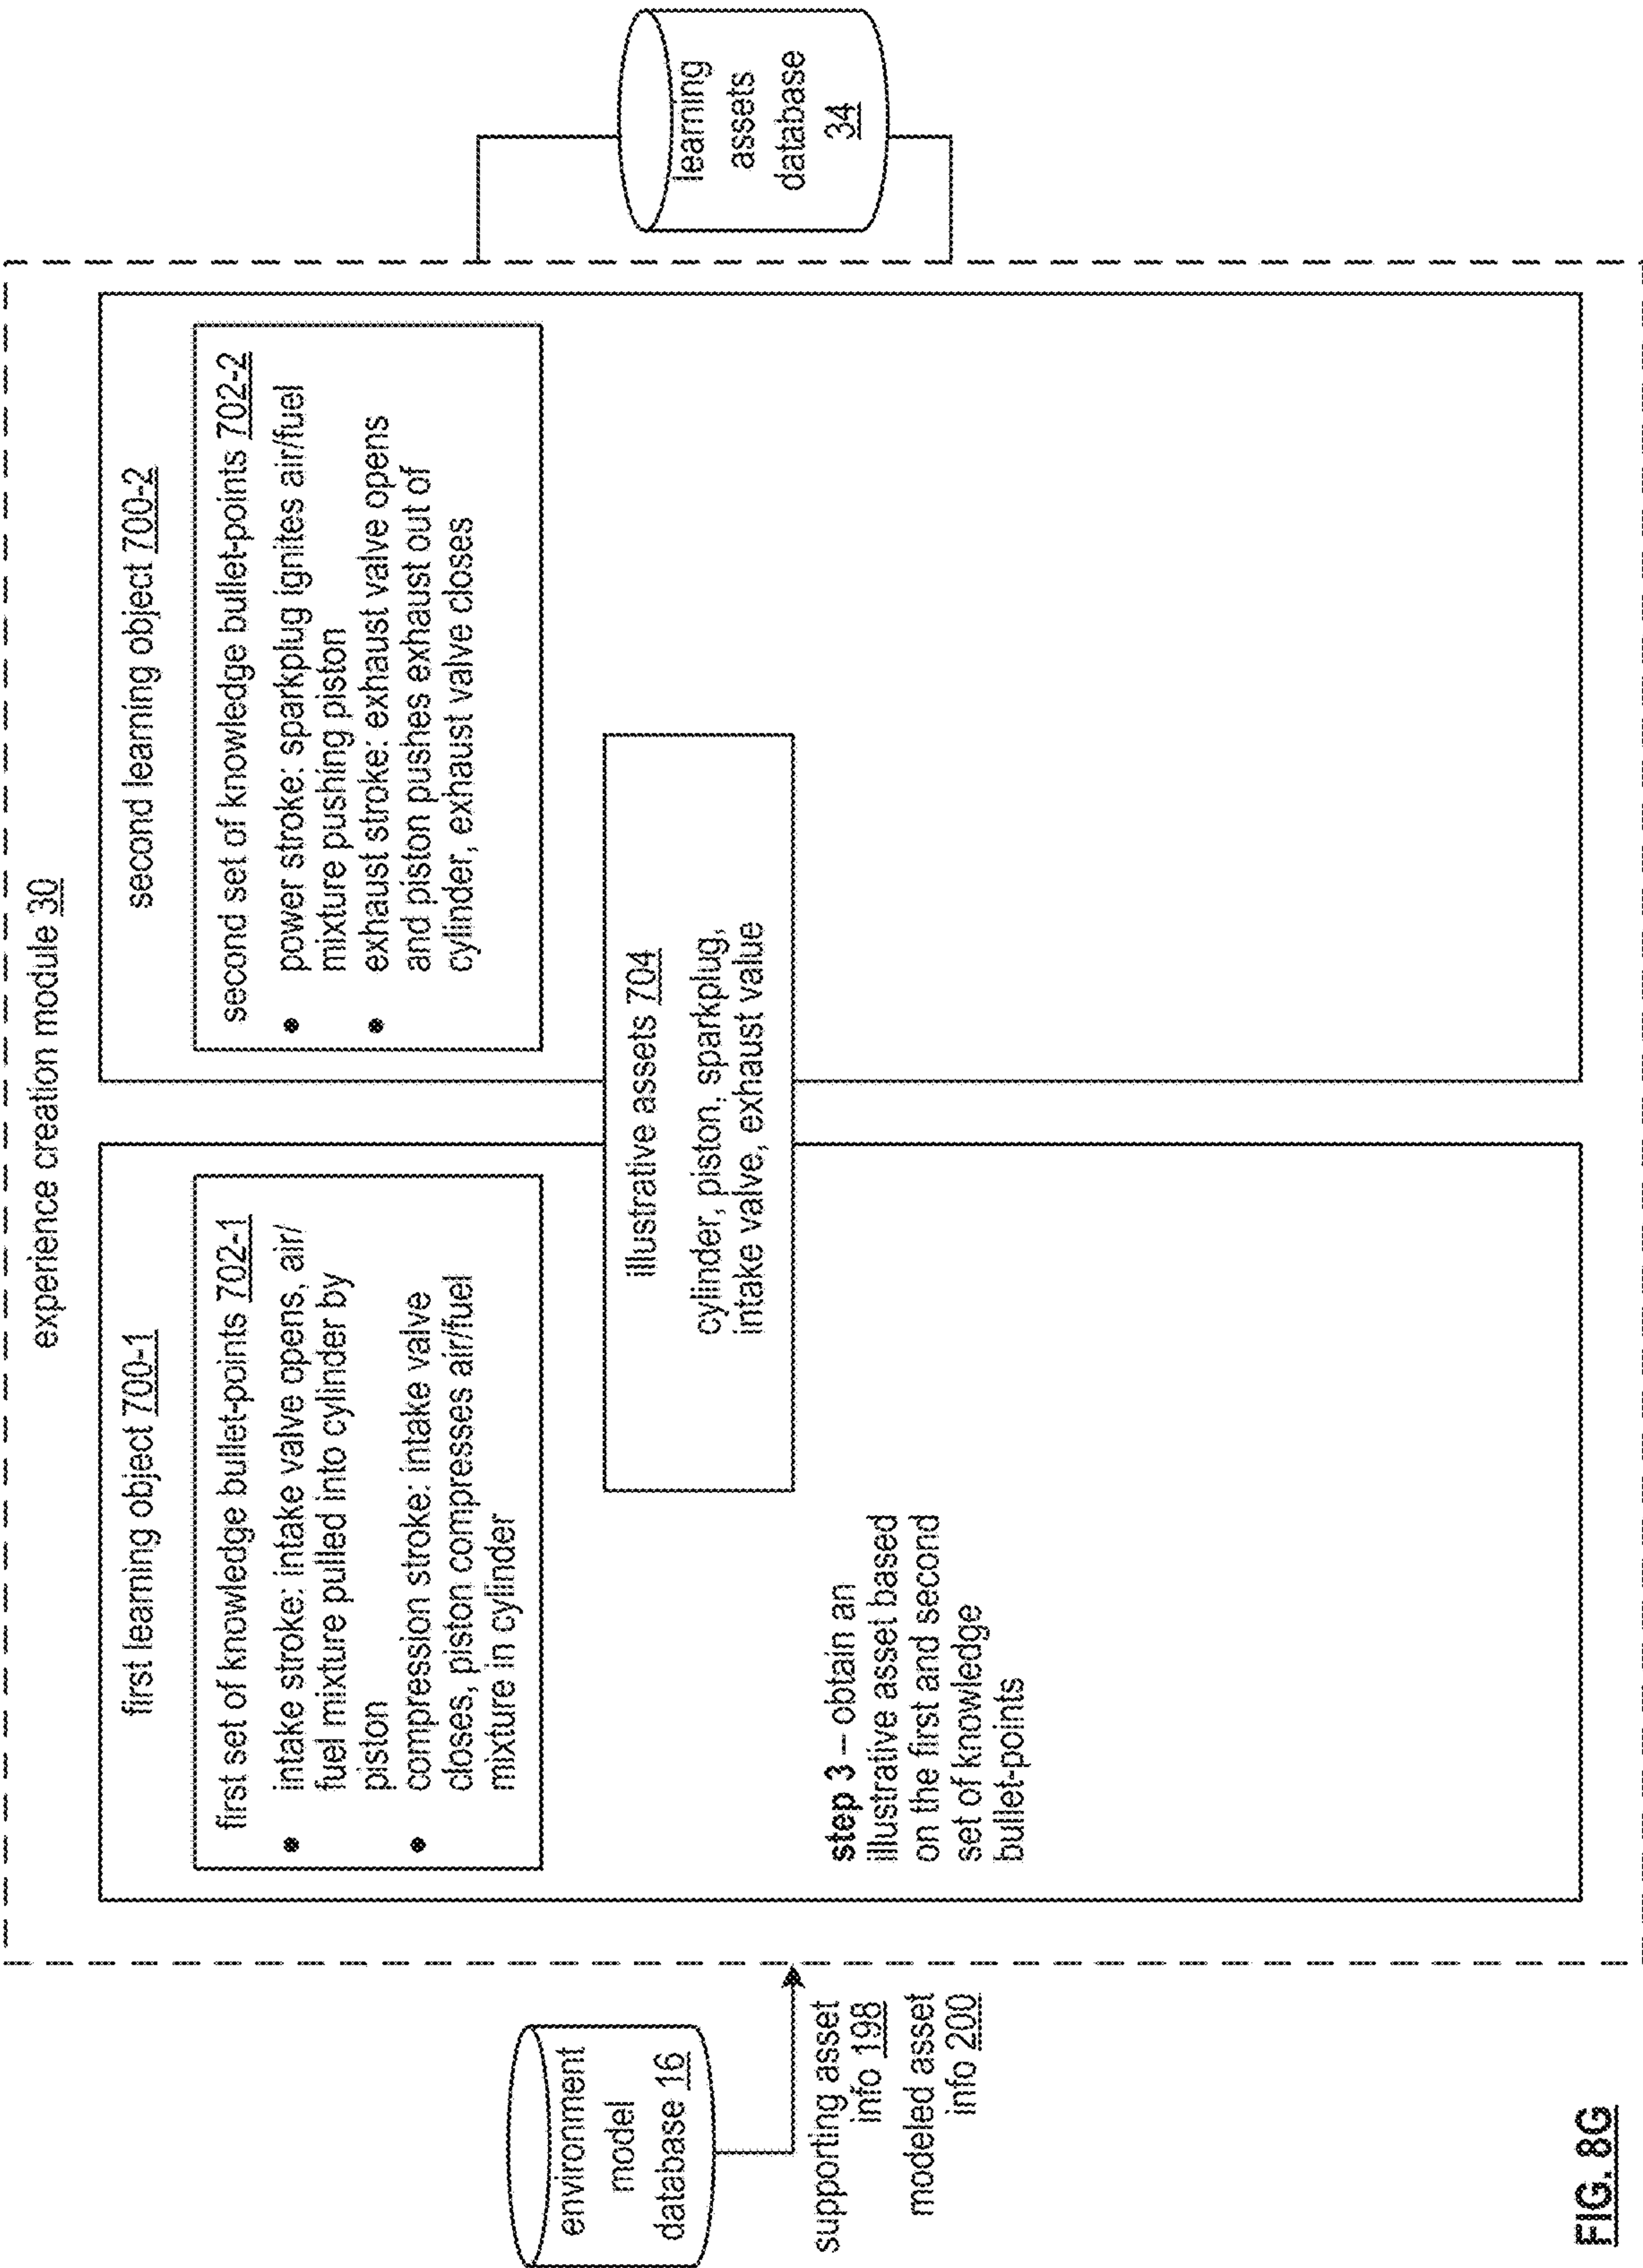 experience creation module 30
first learning object 700-1
first set of knowledge bullet-points 702-1
• intake stroke: intake valve opens, air/
fuel mixture pulled into cylinder by
piston
• compression stroke: intake valve
closes, piston compresses air/fuel
mixture in cylinder
second learning object 700-2
second set of knowledge bullet-points 702-2
• power stroke: sparkplug ignites air/fuel
mixture pushing piston
• exhaust stroke: exhaust valve opens
and piston pushes exhaust out of
cylinder, exhaust valve closes
illustrative assets 704
cylinder, piston, sparkplug,
intake valve, exhaust value
step 3 – obtain an
illustrative asset based
on the first and second
set of knowledge
bullet-points
environment
model
database 16
supporting asset
info 198
modeled asset
info 200
learning
assets
database
34
FIG. 8G